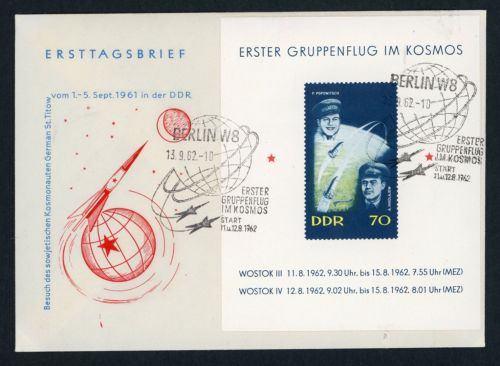 ERSTTAGSBRIEF
vom 1.-5. Sept. 1961 in der DDR
Besuch des sowjetischen Kosmonauten German St. Titow
BERLIN W8
13.9.62.-10
ERSTER
GRUPPENFLUG
IM KOSMOS
START
11.u.12.8.1962
ERSTER GRUPPENFLUG IM KOSMOS
P. POPOWITSCH
DDR 70
BERLIN W8
.9.62.-10
ERSTER
GRUPPENFLUG
IM KOSMOS
START
11.u.12.8.1962
WOSTOK III 11.8.1962, 9.30 Uhr, bis 15.8.1962, 7.55 Uhr (MEZ)
WOSTOK IV 12.8.1962, 9.02 Uhr, bis 15.8.1962, 8.01 Uhr (MEZ)